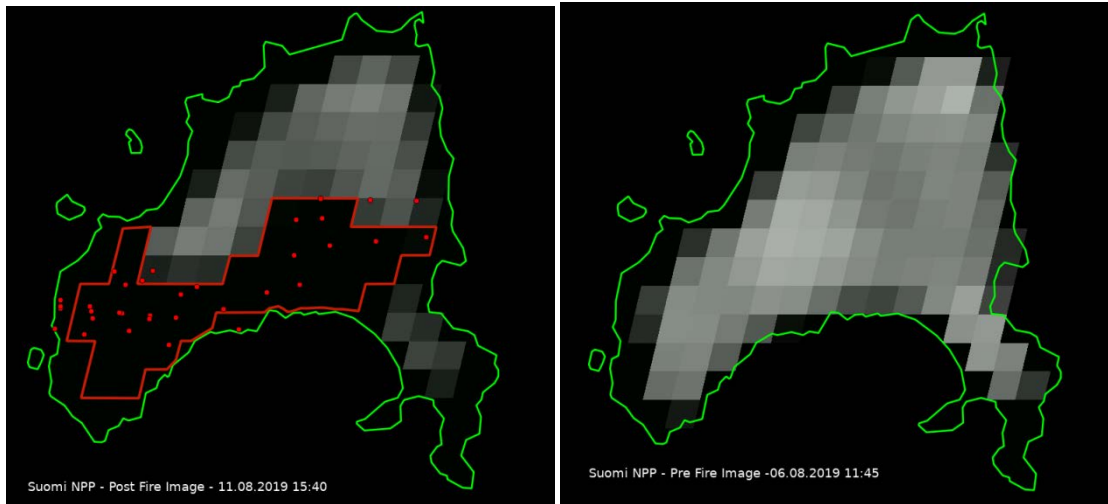 Suomi NPP - Post Fire Image - 11.08.2019 15:40
Suomi NPP - Pre Fire Image -06.08.2019 11:45